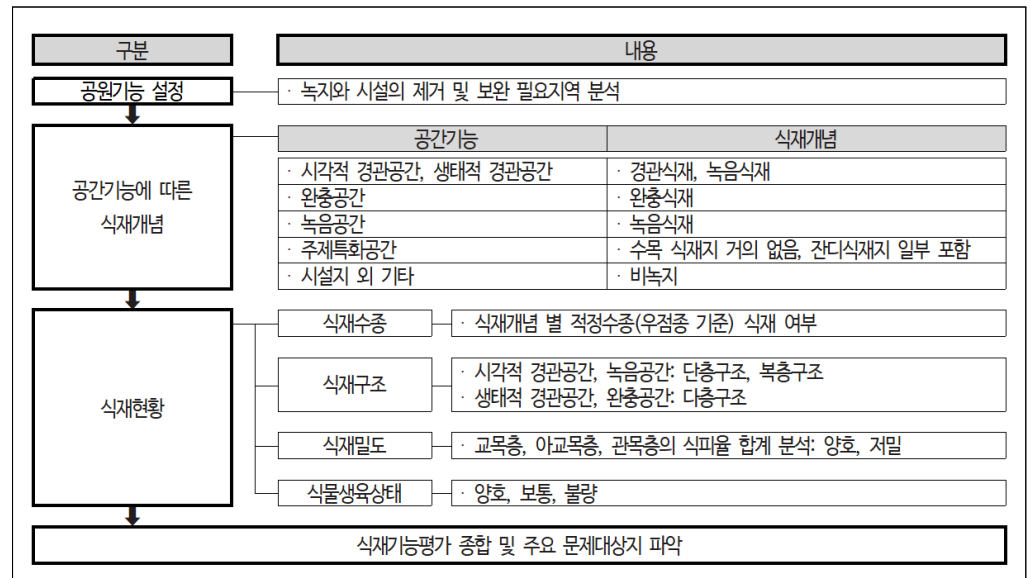 구분
내용
공원기능 설정
· 녹지와 시설의 제거 및 보완 필요지역 분석
공간기능에 따른
식재개념
공간기능
식재개념
· 시각적 경관공간, 생태적 경관공간
· 경관식재, 녹음식재
· 완충공간
· 완충식재
· 녹음공간
· 녹음식재
· 주제특화공간
· 수목 식재지 거의 없음, 잔디식재지 일부 포함
· 시설지 외 기타
· 비녹지
식재현황
식재수종
· 식재개념 별 적정수종(우점종 기준) 식재 여부
식재구조
· 시각적 경관공간, 녹음공간: 단층구조, 복층구조
· 생태적 경관공간, 완충공간: 다층구조
식재밀도
· 교목층, 아교목층, 관목층의 식피율 합계 분석: 양호, 저밀
식물생육상태
· 양호, 보통, 불량
식재기능평가 종합 및 주요 문제대상지 파악